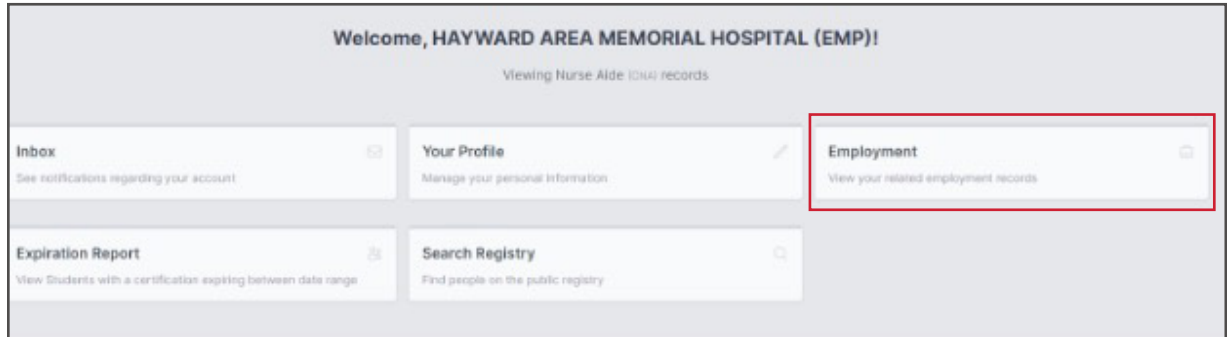 Welcome, HAYWARD AREA MEMORIAL HOSPITAL (EMP)!
Viewing Nurse Aide (CNA) records
Inbox
See notifications regarding your account
Your Profile
Manage your personal information
Employment
View your related employment records
Expiration Report
View Students with a certification expiring between date range
Search Registry
Find people on the public registry